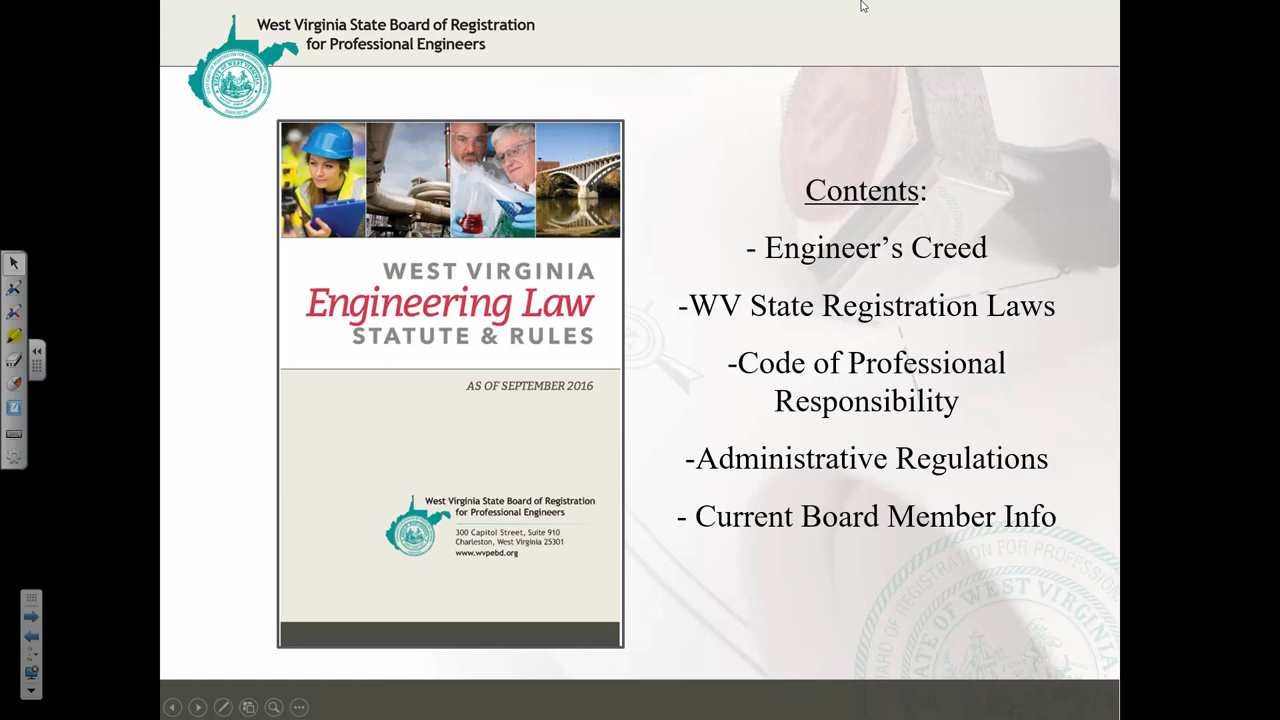 West Virginia State Board of Registration
for Professional Engineers
WEST VIRGINIA
Engineering Law
STATUTE & RULES
AS OF SEPTEMBER 2016
West Virginia State Board of Registration
for Professional Engineers
300 Capitol Street, Suite 910
Charleston, West Virginia 25301
www.wvpebd.org
Contents:
- Engineer’s Creed
-WV State Registration Laws
-Code of Professional
Responsibility
-Administrative Regulations
- Current Board Member Info